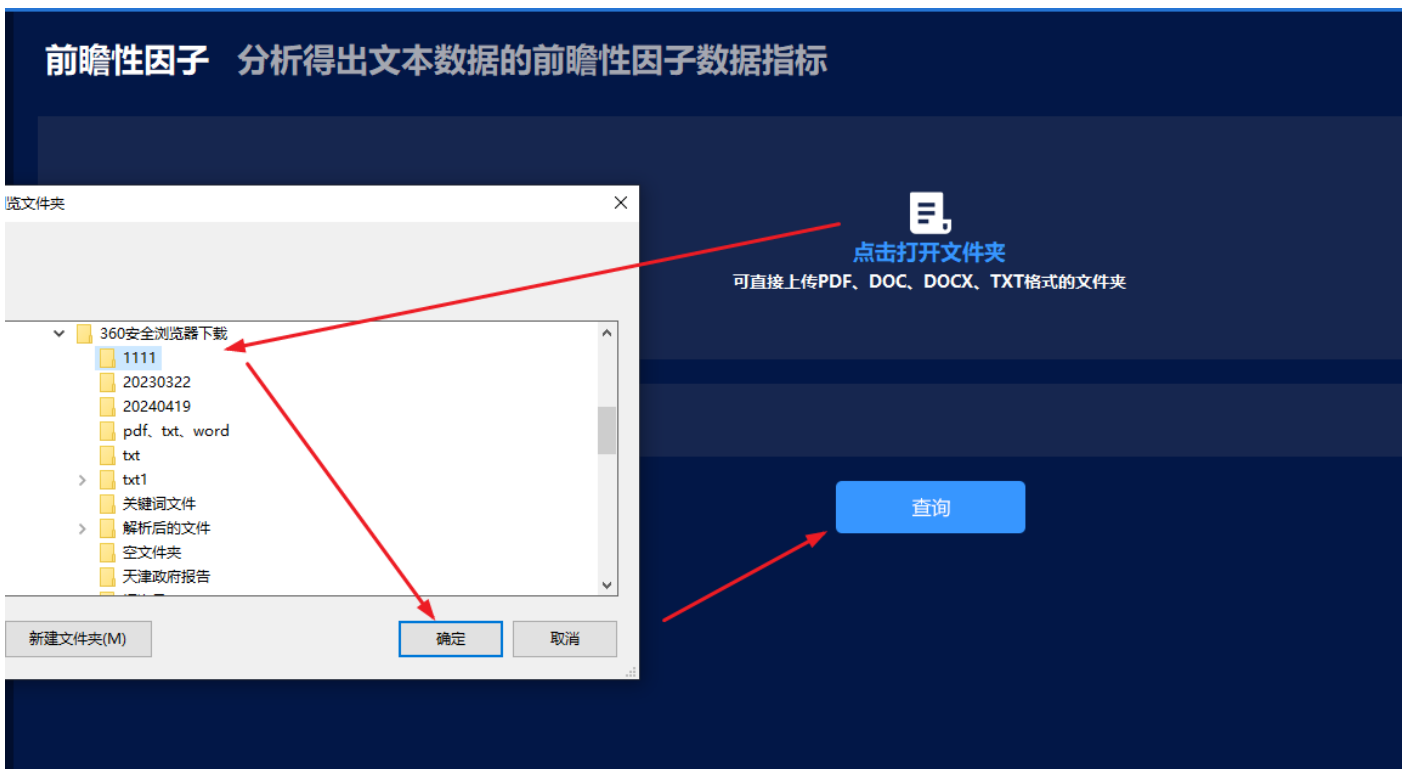 前瞻性因子 分析得出文本数据的前瞻性因子数据指标
点击打开文件夹
可直接上传PDF、DOC、DOCX、TXT格式的文件夹
览文件夹
360安全浏览器下载
1111
20230322
20240419
pdf、txt、word
txt
txt1
关键词文件
解析后的文件
空文件夹
天津政府报告
新建文件夹(M)
确定
取消
查询